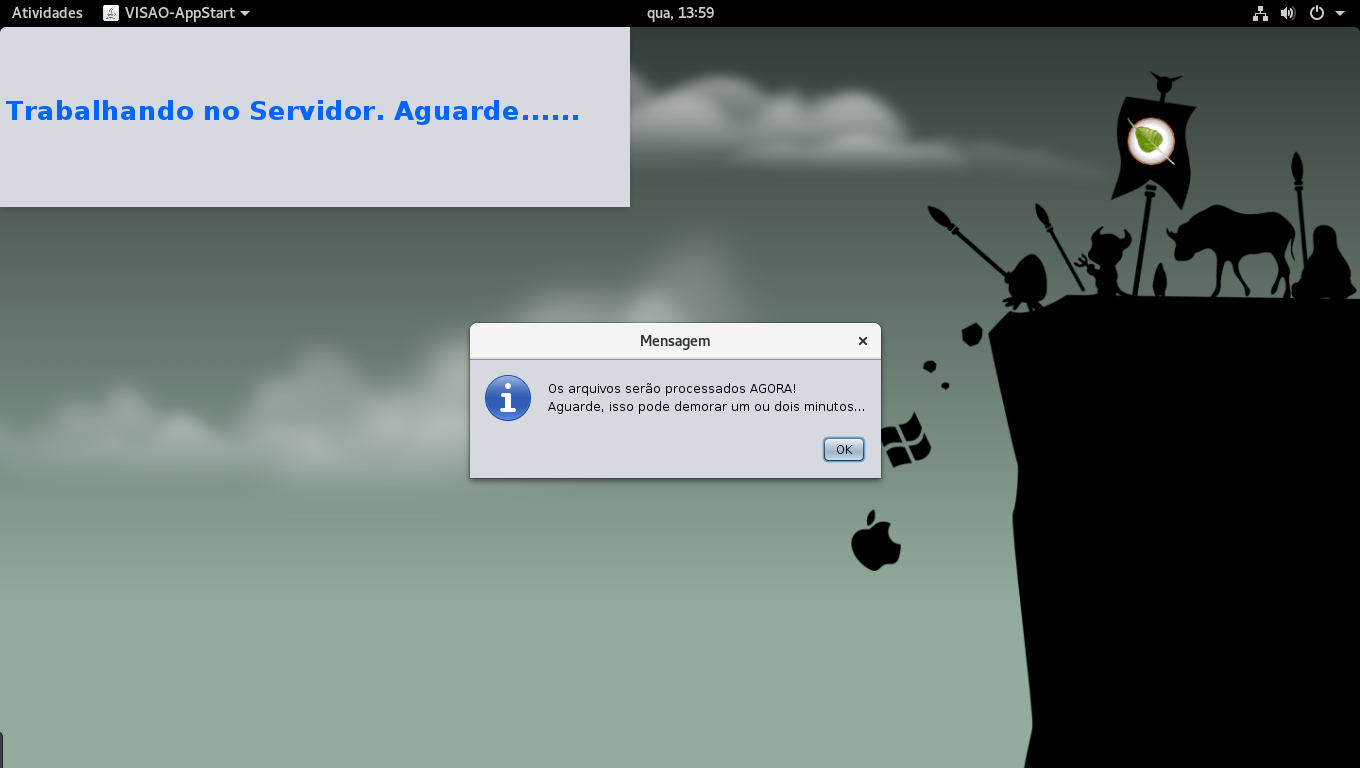 Atividades VISAO-AppStart qua, 13:59
Trabalhando no Servidor. Aguarde......
Mensagem
Os arquivos serão processados AGORA!
Aguarde, isso pode demorar um ou dois minutos...
OK